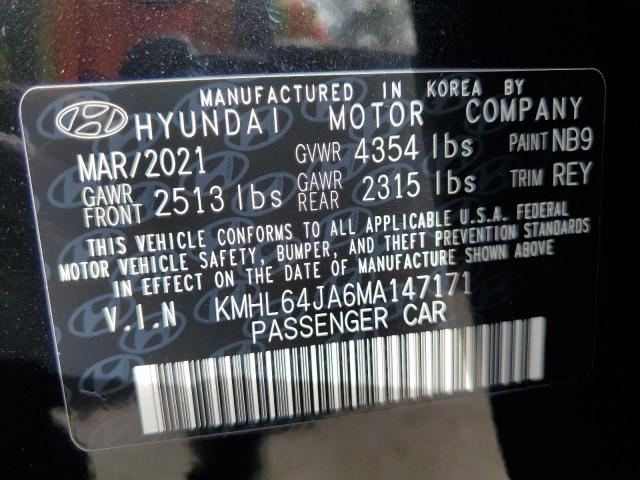 MANUFACTURED IN KOREA BY
HYUNDAI MOTOR COMPANY
MAR/2021 GVWR 4354 lbs PAINT NB9
GAWR FRONT 2513 lbs GAWR REAR 2315 lbs TRIM REY
THIS VEHICLE CONFORMS TO ALL APPLICABLE U.S.A. FEDERAL
MOTOR VEHICLE SAFETY, BUMPER, AND THEFT PREVENTION STANDARDS
IN EFFECT ON THE DATE OF MANUFACTURE SHOWN ABOVE
V.I.N KMHL64JA6MA147171
PASSENGER CAR